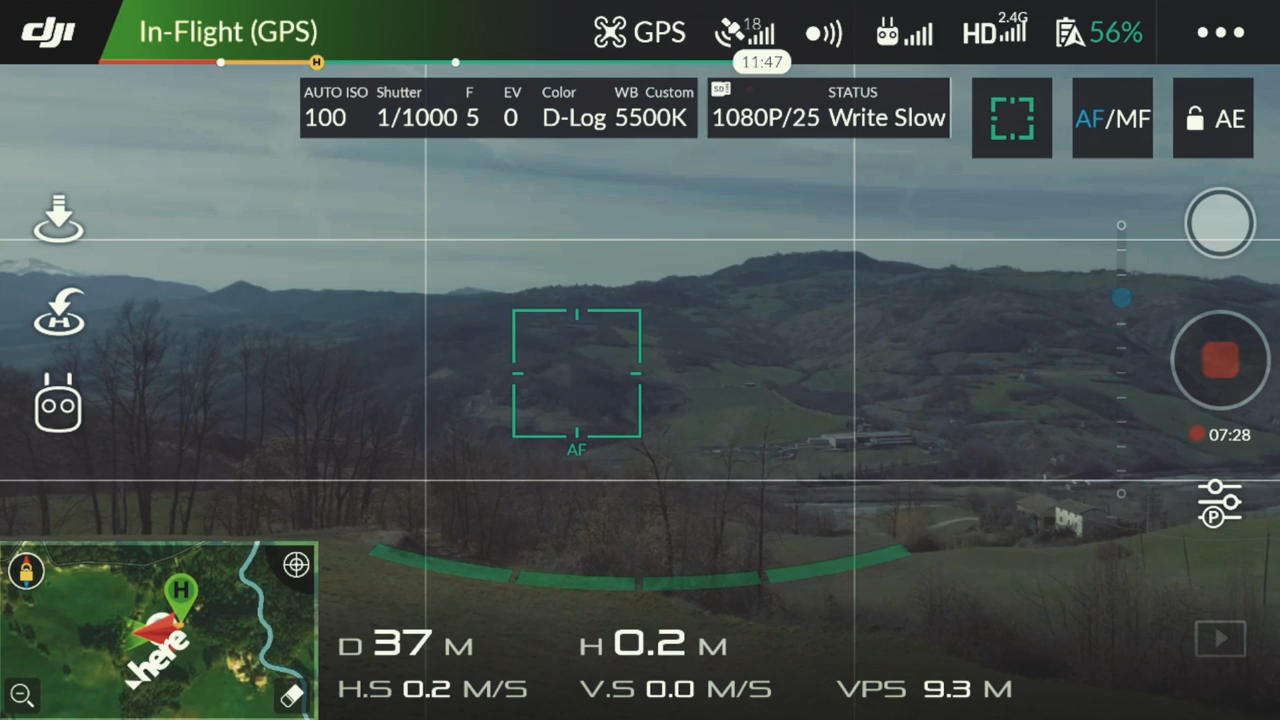 dji In-Flight (GPS) GPS 18 HD 2.4G 56% •••
H 11:47
AUTO ISO Shutter F EV Color WB Custom
100 1/1000 5 0 D-Log 5500K
SD STATUS
1080P/25 Write Slow
AF/MF
AE
AF
07:28
P
H
here
D 37 M H 0.2 M
H.S 0.2 M/S V.S 0.0 M/S VPS 9.3 M